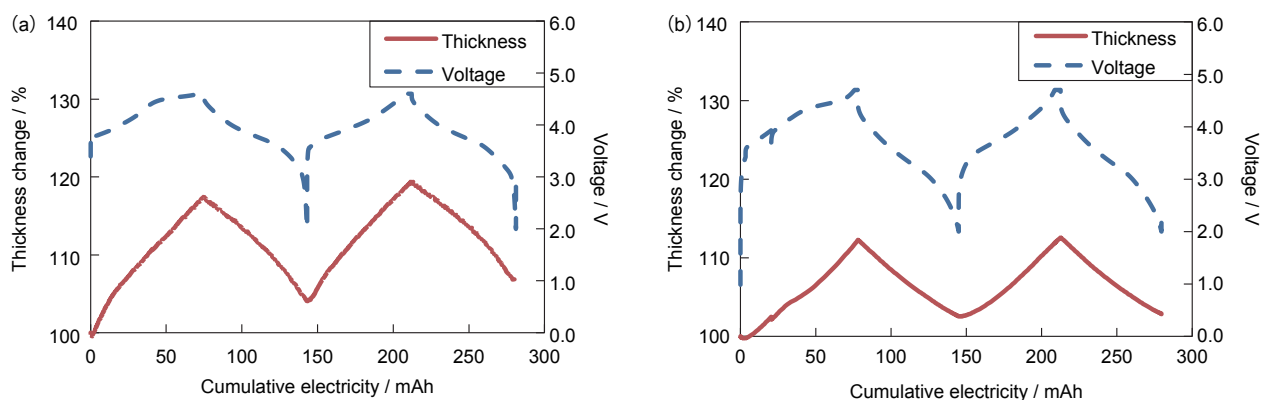 (a)
Thickness
Voltage
Thickness change / %
140
130
120
110
100
6.0
5.0
4.0
3.0
2.0
1.0
0.0
Voltage / V
0 50 100 150 200 250 300
Cumulative electricity / mAh
(b)
Thickness
Voltage
Thickness change / %
140
130
120
110
100
6.0
5.0
4.0
3.0
2.0
1.0
0.0
Voltage / V
0 50 100 150 200 250 300
Cumulative electricity / mAh